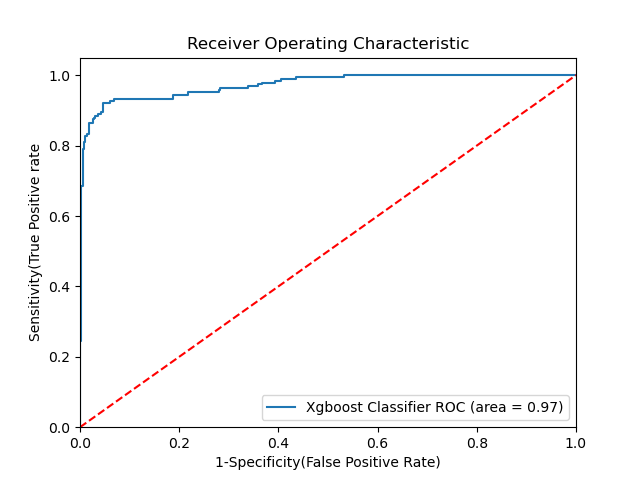 Receiver Operating Characteristic
1.0
0.8
0.6
0.4
0.2
0.0
Sensitivity(True Positive rate
Xgboost Classifier ROC (area = 0.97)
0.0 0.2 0.4 0.6 0.8 1.0
1-Specificity(False Positive Rate)